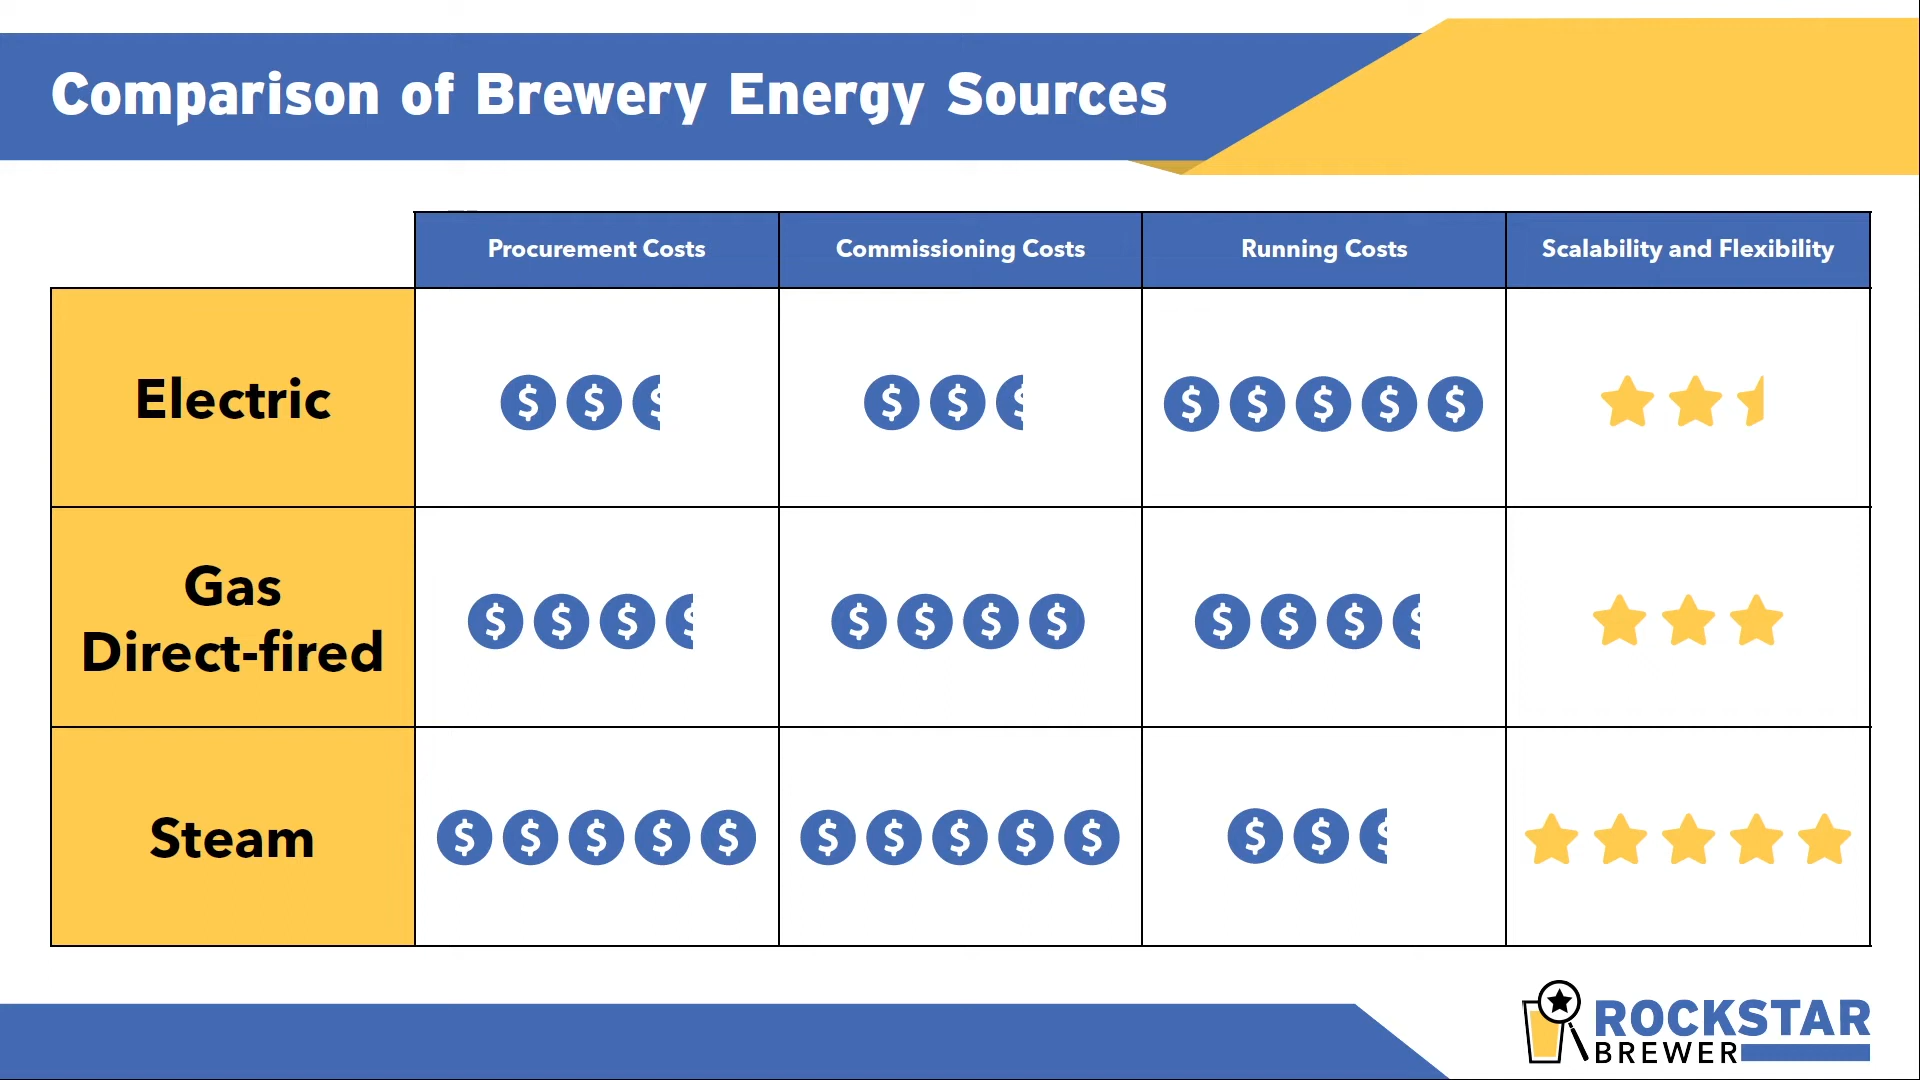 Comparison of Brewery Energy Sources
Procurement Costs Commissioning Costs Running Costs Scalability and Flexibility
Electric $ $ $ $ $ $ $ $ $ $ $
Gas
Direct-fired $ $ $ $ $ $ $ $ $ $ $ $
Steam $ $ $ $ $ $ $ $ $ $ $ $ $
ROCKSTAR
BREWER